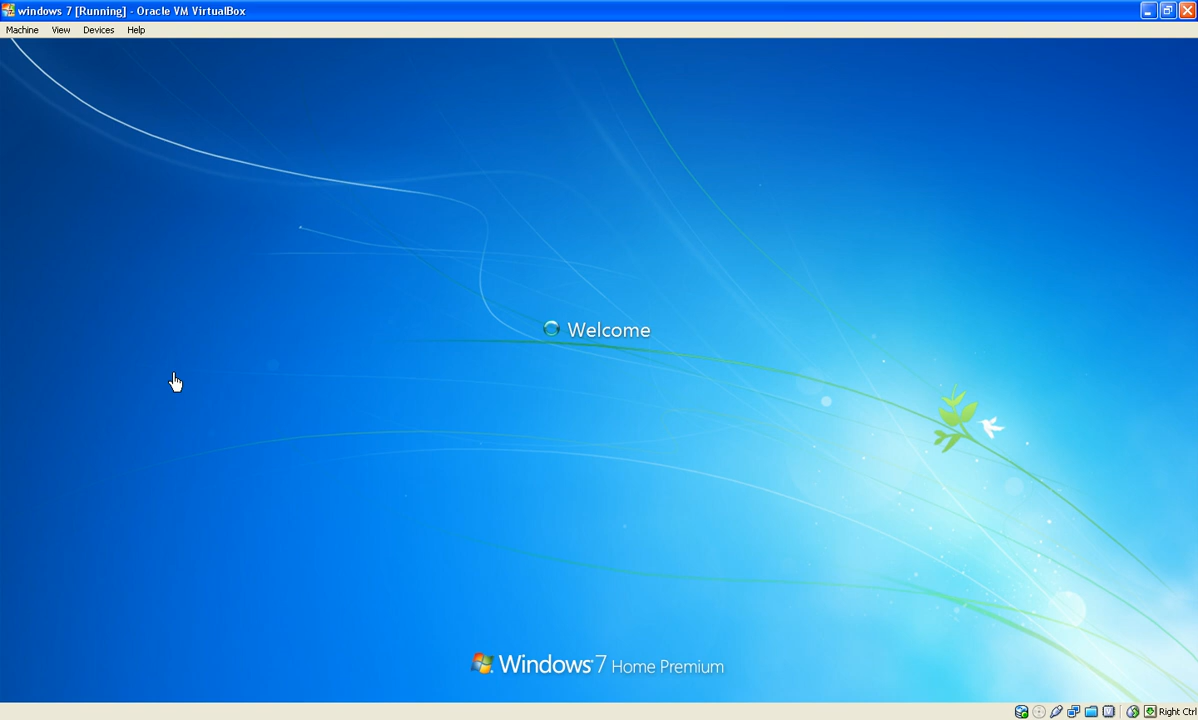 windows 7 [Running] - Oracle VM VirtualBox
Machine View Devices Help
Welcome
Windows 7 Home Premium
Right Ctrl